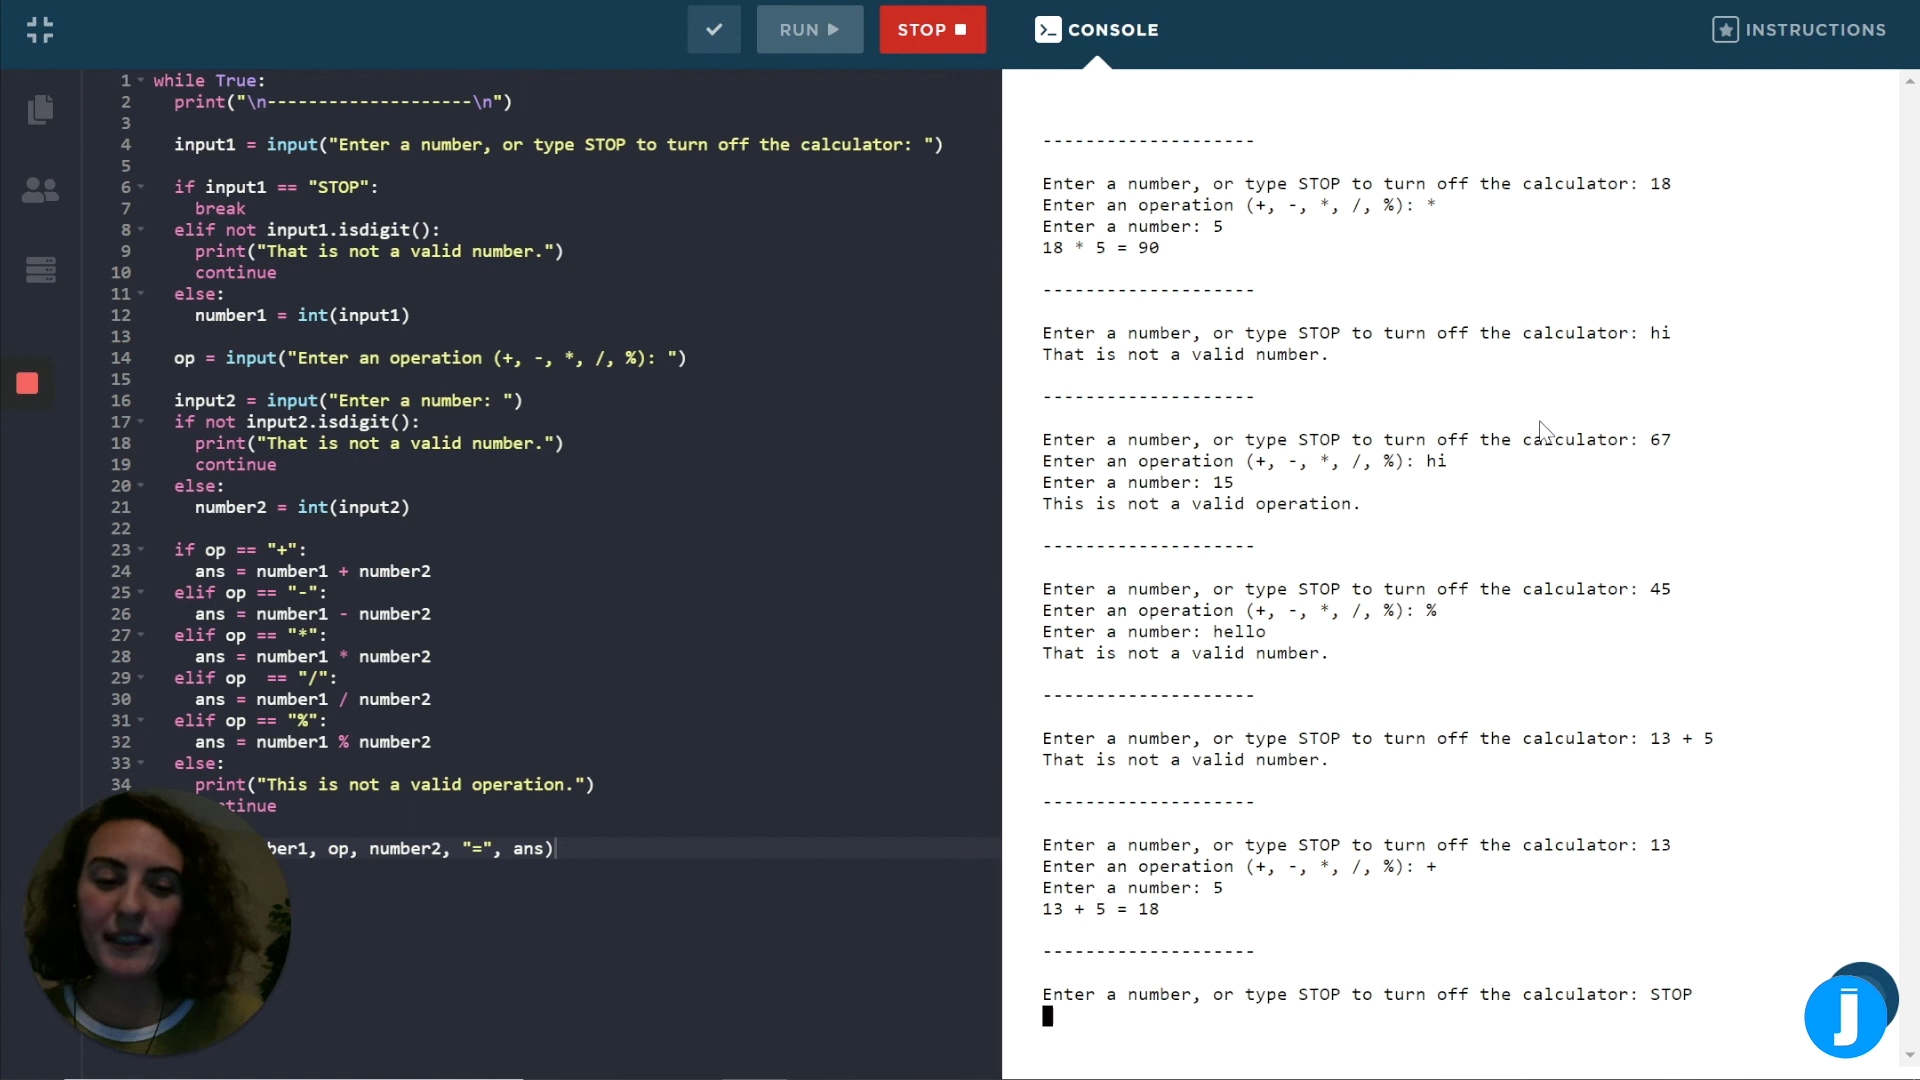 RUN
STOP
CONSOLE
INSTRUCTIONS
1 while True:
2 print("\n--------------------\n")
3
4 input1 = input("Enter a number, or type STOP to turn off the calculator: ")
5
6 if input1 == "STOP":
7 break
8 elif not input1.isdigit():
9 print("That is not a valid number.")
10 continue
11 else:
12 number1 = int(input1)
13
14 op = input("Enter an operation (+, -, *, /, %): ")
15
16 input2 = input("Enter a number: ")
17 if not input2.isdigit():
18 print("That is not a valid number.")
19 continue
20 else:
21 number2 = int(input2)
22
23 if op == "+":
24 ans = number1 + number2
25 elif op == "-":
26 ans = number1 - number2
27 elif op == "*":
28 ans = number1 * number2
29 elif op  == "/":
30 ans = number1 / number2
31 elif op == "%":
32 ans = number1 % number2
33 else:
34 print("This is not a valid operation.")
tinue
ber1, op, number2, "=", ans)
--------------------
Enter a number, or type STOP to turn off the calculator: 18
Enter an operation (+, -, *, /, %): *
Enter a number: 5
18 * 5 = 90
--------------------
Enter a number, or type STOP to turn off the calculator: hi
That is not a valid number.
--------------------
Enter a number, or type STOP to turn off the calculator: 67
Enter an operation (+, -, *, /, %): hi
Enter a number: 15
This is not a valid operation.
--------------------
Enter a number, or type STOP to turn off the calculator: 45
Enter an operation (+, -, *, /, %): %
Enter a number: hello
That is not a valid number.
--------------------
Enter a number, or type STOP to turn off the calculator: 13 + 5
That is not a valid number.
--------------------
Enter a number, or type STOP to turn off the calculator: 13
Enter an operation (+, -, *, /, %): +
Enter a number: 5
13 + 5 = 18
--------------------
Enter a number, or type STOP to turn off the calculator: STOP
J